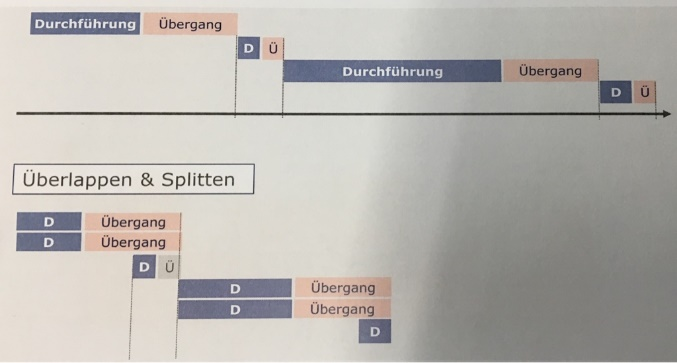 Durchführung Übergang
D Ü
Durchführung Übergang
D Ü
Überlappen & Splitten
D Übergang
D Übergang
D Ü
D Übergang
D Übergang
D